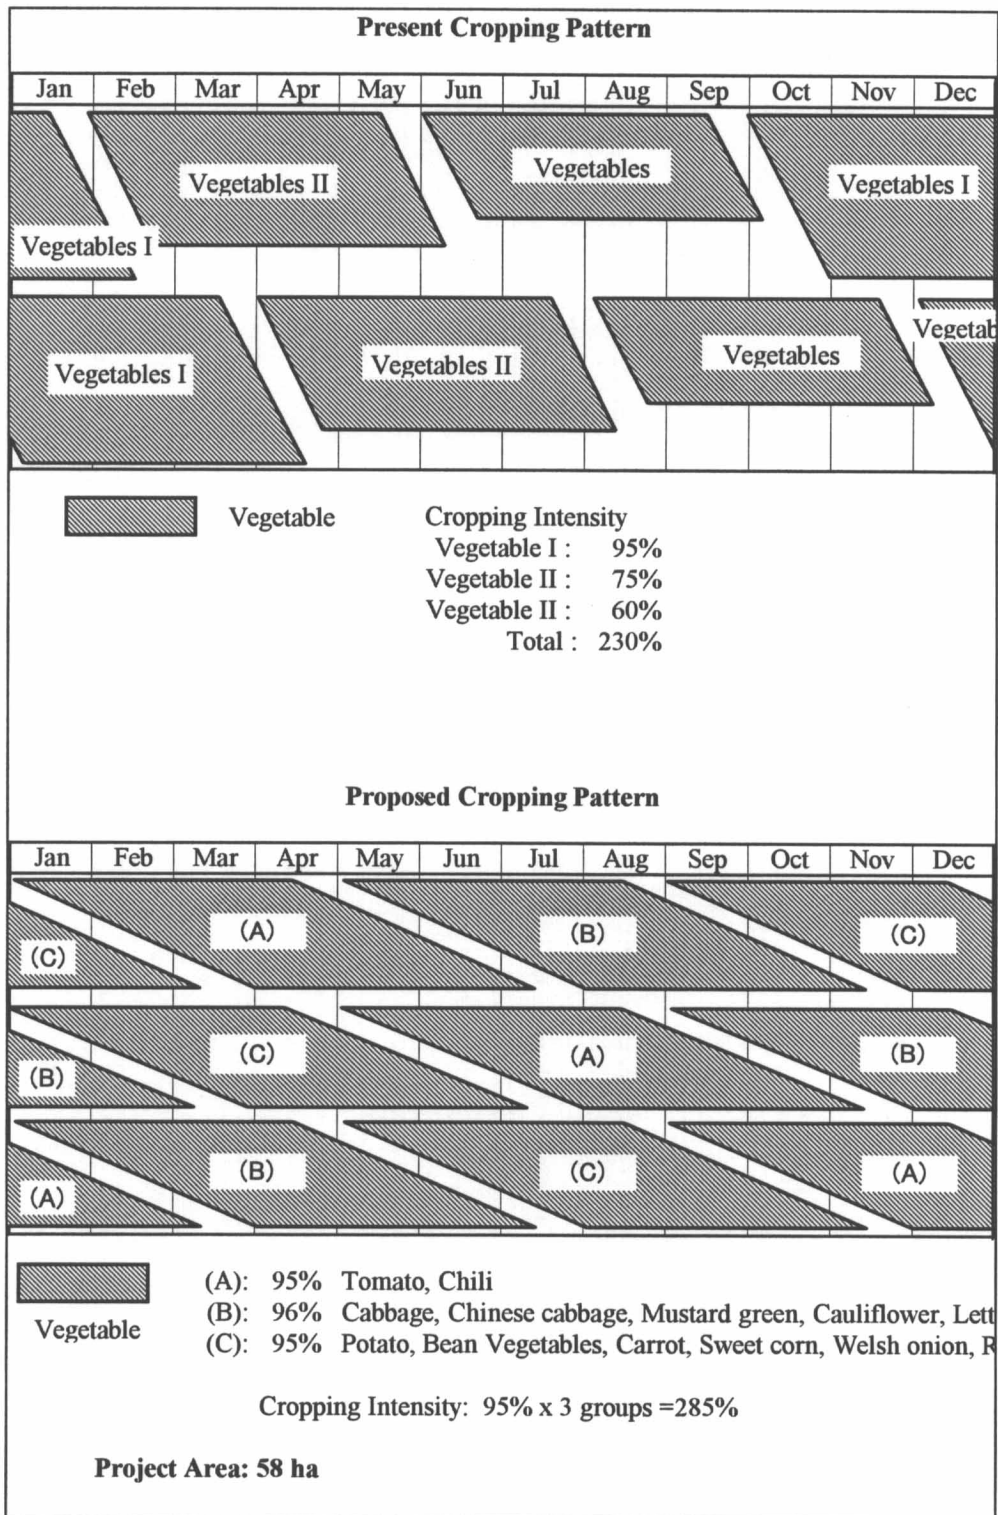 Present Cropping Pattern
Jan Feb Mar Apr May Jun Jul Aug Sep Oct Nov Dec
Vegetables II Vegetables Vegetables I
Vegetables I
Vegetab
Vegetables I Vegetables II Vegetables
Vegetable
Cropping Intensity
Vegetable I : 95%
Vegetable II : 75%
Vegetable II : 60%
Total : 230%
Proposed Cropping Pattern
Jan Feb Mar Apr May Jun Jul Aug Sep Oct Nov Dec
(A) (B) (C)
(C)
(C) (A) (B)
(B)
(B) (C) (A)
(A)
Vegetable
(A): 95% Tomato, Chili
(B): 96% Cabbage, Chinese cabbage, Mustard green, Cauliflower, Lett
(C): 95% Potato, Bean Vegetables, Carrot, Sweet corn, Welsh onion, R
Cropping Intensity: 95% x 3 groups =285%
Project Area: 58 ha